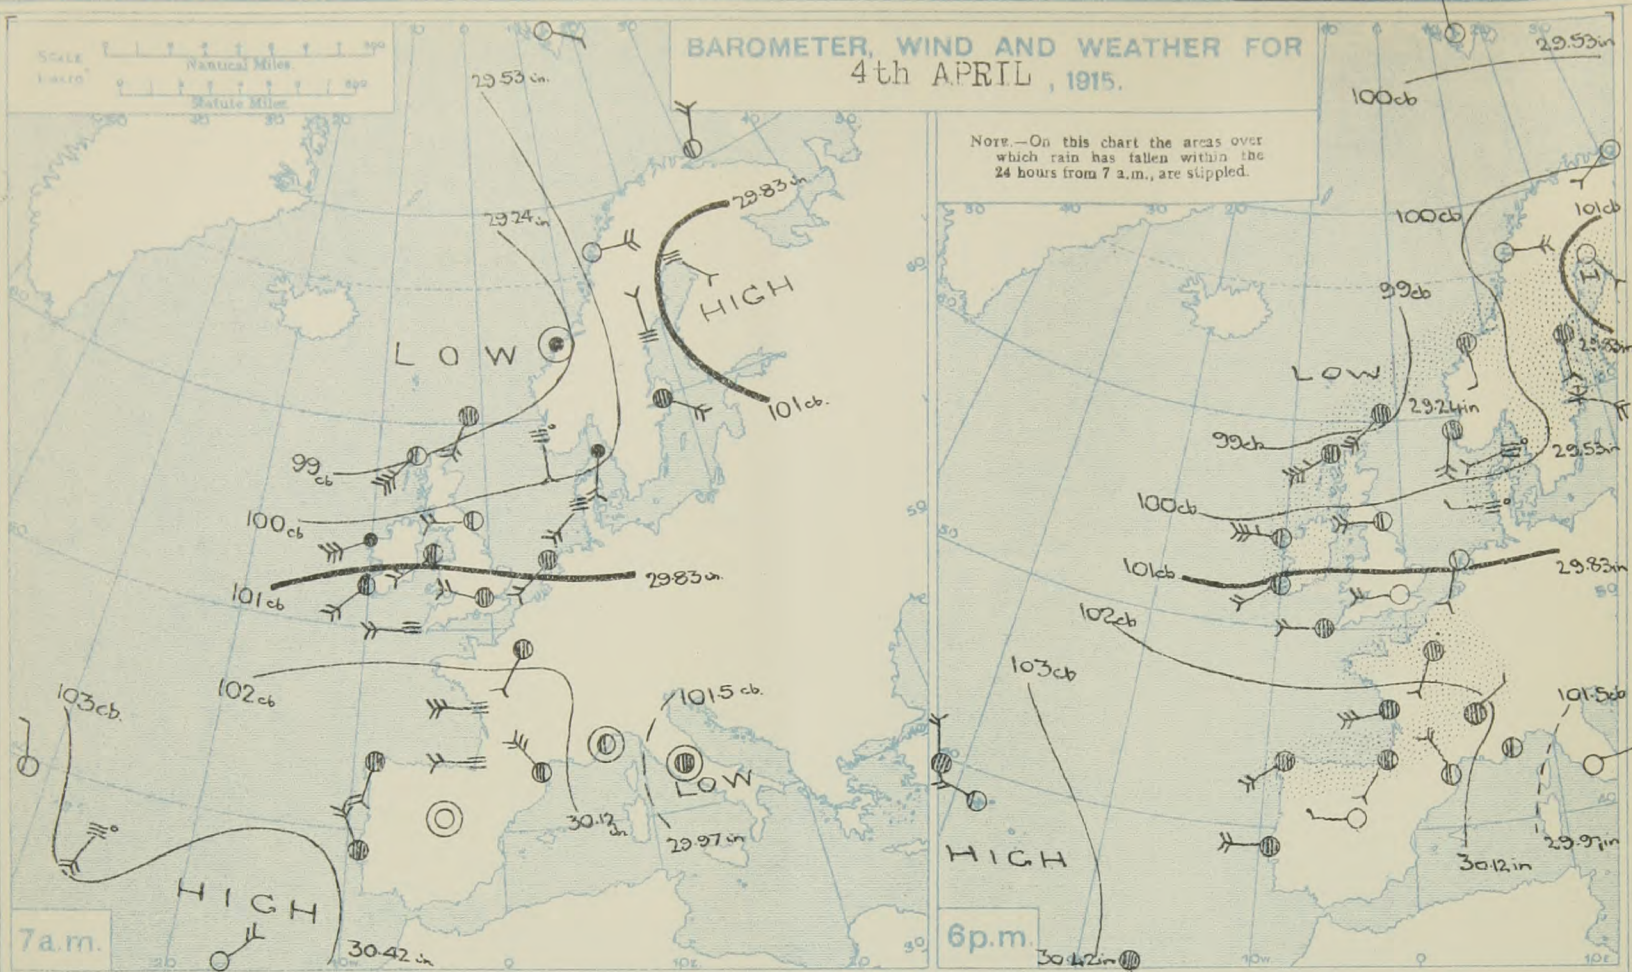 SCALE
Nautical Miles
Statute Miles
BAROMETER, WIND AND WEATHER FOR
4th APRIL, 1915.
NOTE.—On this chart the areas over
which rain has fallen within the
24 hours from 7 a.m., are stippled.
29.53 in.
29.24 in
29.83 in
HIGH
LOW
101 cb.
99 cb
100 cb
101 cb
29.83 in
102 cb
103 cb.
101.5 cb.
LOW
30.12 in
29.97 in
HIGH
30.42 in
7a.m.
29.53 in
100 cb
100 cb
101 cb
H
99 cb
29.83 in
LOW
29.24 in
99 cb
29.53 in
100 cb
101 cb
29.83 in
102 cb
103 cb
101.5 cb
HIGH
29.97 in
30.12 in
6p.m.
30.42 in